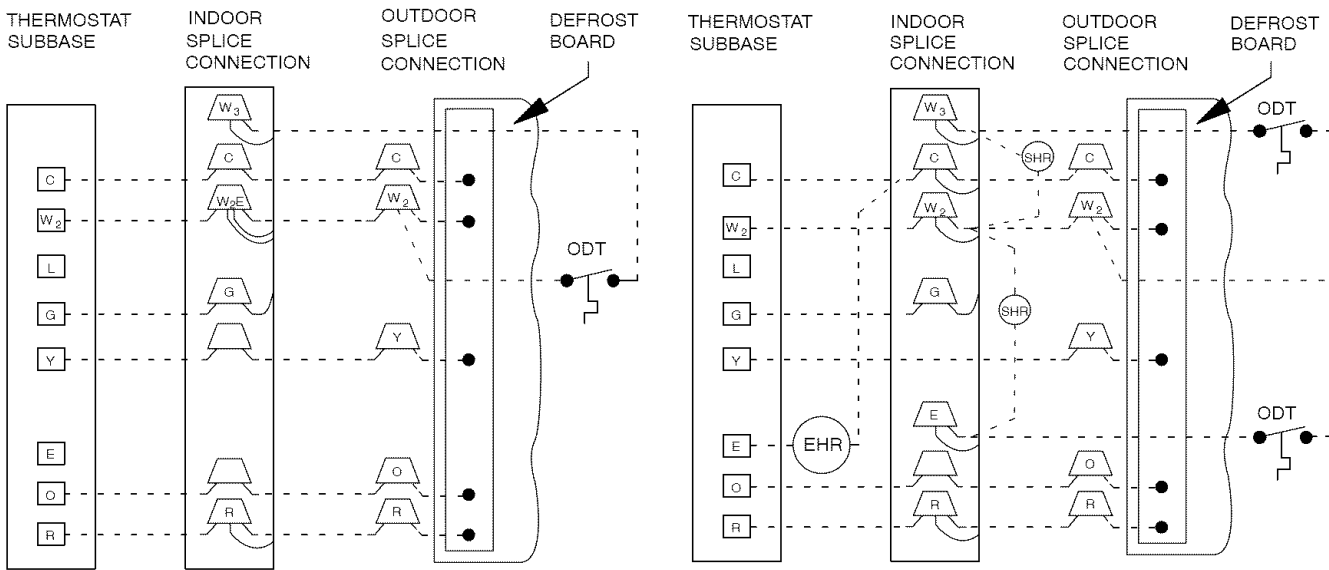 THERMOSTAT
SUBBASE
INDOOR
SPLICE
CONNECTION
OUTDOOR
SPLICE
CONNECTION
DEFROST
BOARD
W3
C
C
C
W2
W2E
W2
L
ODT
G
G
Y
Y
E
O
O
R
R
R
THERMOSTAT
SUBBASE
INDOOR
SPLICE
CONNECTION
OUTDOOR
SPLICE
CONNECTION
DEFROST
BOARD
W3
ODT
SHR
C
C
C
W2
W2
W2
L
G
G
SHR
Y
Y
E
EHR
E
ODT
O
O
R
R
R